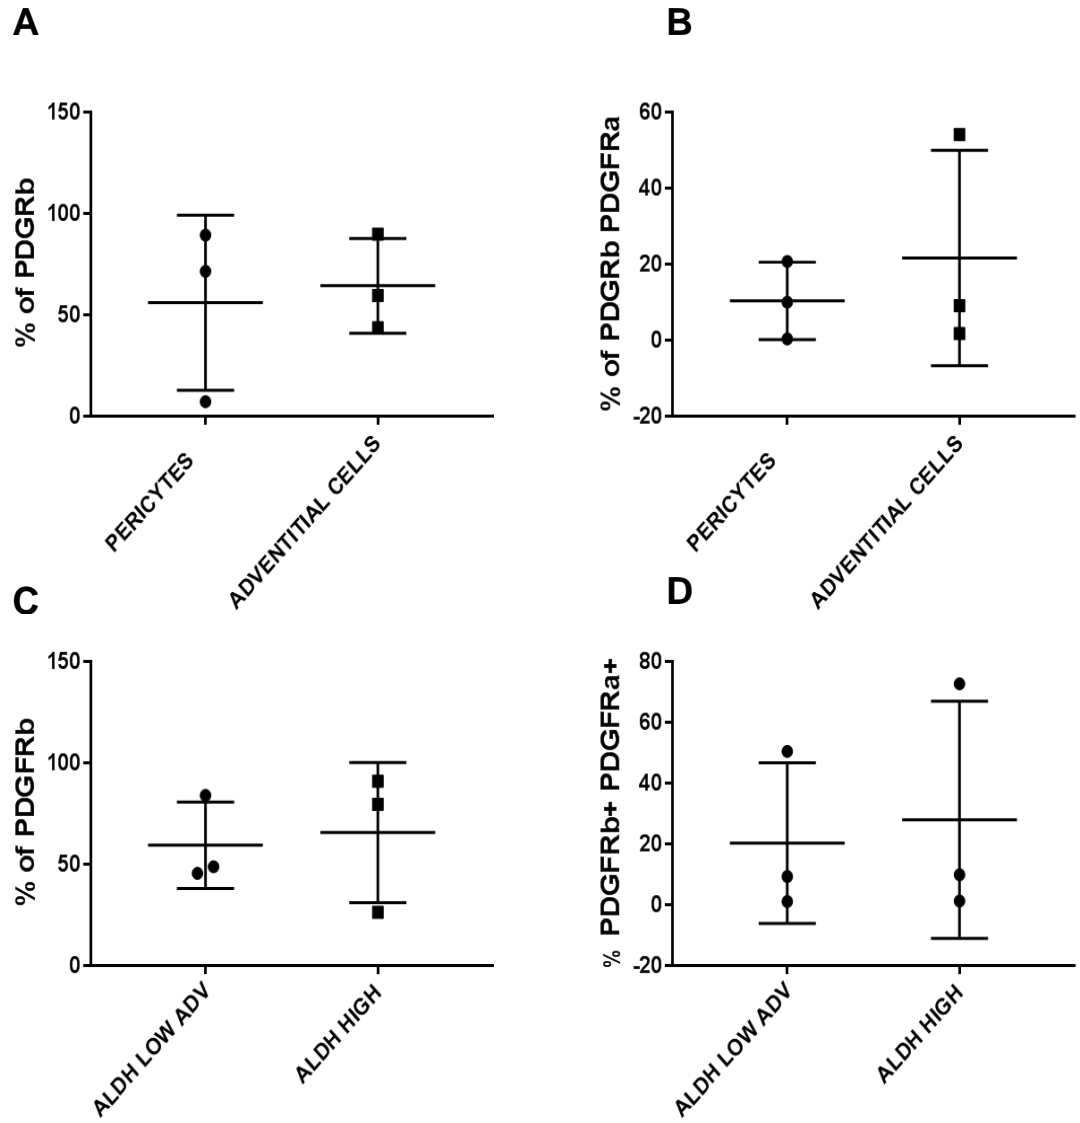 A
% of PDGRb
150
100
50
0
PERICYTES
ADVENTITIAL CELLS
B
% of PDGRb PDGFRa
60
40
20
0
-20
PERICYTES
ADVENTITIAL CELLS
C
% of PDGFRb
150
100
50
0
ALDH LOW ADV
ALDH HIGH
D
% PDGFRb+ PDGFRa+
80
60
40
20
0
-20
ALDH LOW ADV
ALDH HIGH